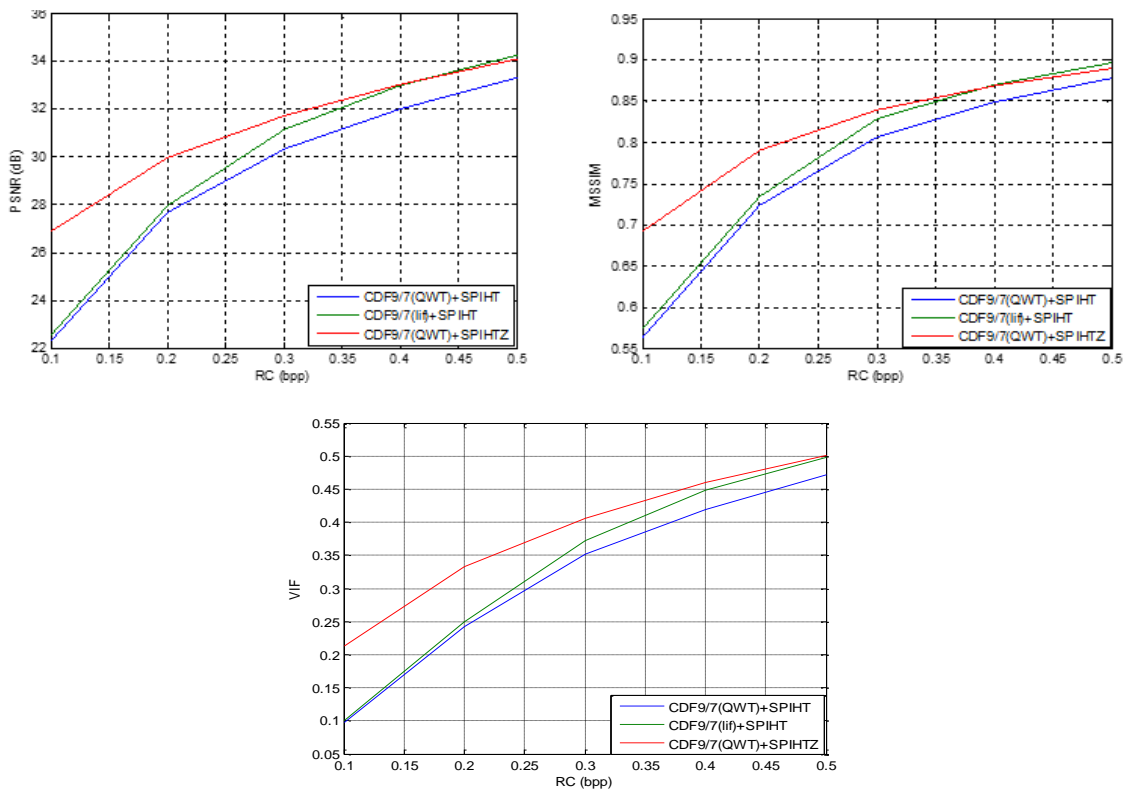 36
34
32
30
28
26
24
22
PSNR (dB)
0.1 0.15 0.2 0.25 0.3 0.35 0.4 0.45 0.5
RC (bpp)
CDF9/7(QWT)+SPIHT
CDF9/7(lif)+SPIHT
CDF9/7(QWT)+SPIHTZ
0.95
0.9
0.85
0.8
0.75
0.7
0.65
0.6
0.55
MSSIM
0.1 0.15 0.2 0.25 0.3 0.35 0.4 0.45 0.5
RC (bpp)
CDF9/7(QWT)+SPIHT
CDF9/7(lif)+SPIHT
CDF9/7(QWT)+SPIHTZ
0.55
0.5
0.45
0.4
0.35
0.3
0.25
0.2
0.15
0.1
0.05
VIF
0.1 0.15 0.2 0.25 0.3 0.35 0.4 0.45 0.5
RC (bpp)
CDF9/7(QWT)+SPIHT
CDF9/7(lif)+SPIHT
CDF9/7(QWT)+SPIHTZ